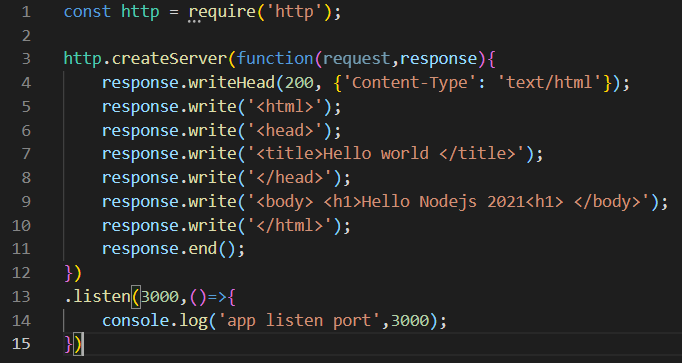 1 const http = require('http');
2
3 http.createServer(function(request,response){
4 response.writeHead(200, {'Content-Type': 'text/html'});
5 response.write('<html>');
6 response.write('<head>');
7 response.write('<title>Hello world </title>');
8 response.write('</head>');
9 response.write('<body> <h1>Hello Nodejs 2021<h1> </body>');
10 response.write('</html>');
11 response.end();
12 })
13 .listen(3000,()=>{
14 console.log('app listen port',3000);
15 })